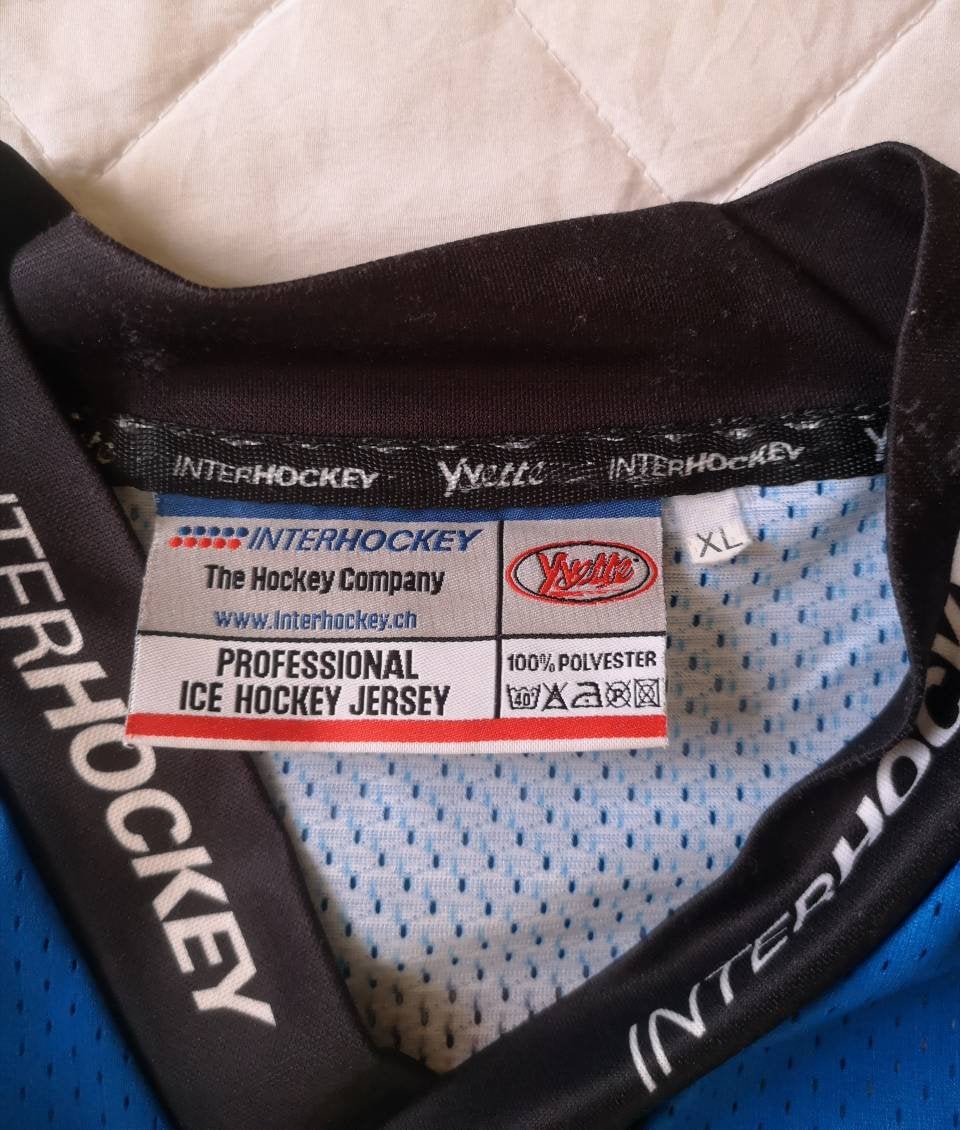 INTERHOCKEY Yvette INTERHOCKEY
INTERHOCKEY
The Hockey Company
www.interhockey.ch
Yvette
XL
PROFESSIONAL
ICE HOCKEY JERSEY
100% POLYESTER
40°
P
INTERHOCKEY
INTERHOCKEY